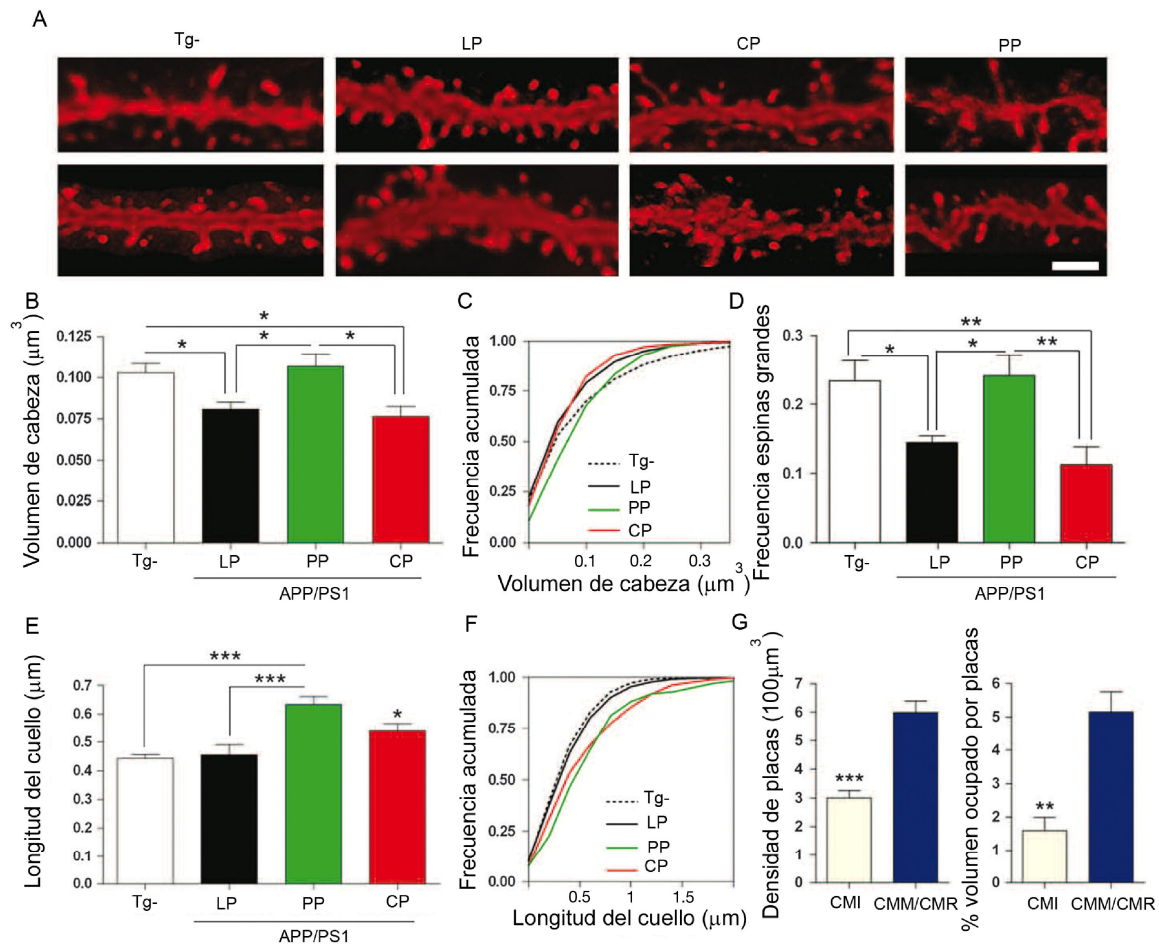 A
Tg-
LP
CP
PP
B
Volumen de cabeza (μm³)
0.125
0.100
0.075
0.050
0.025
0.000
*
*
*
*
Tg-
LP
PP
CP
APP/PS1
C
Frecuencia acumulada
1.00
0.75
0.50
0.25
0.00
Tg-
LP
PP
CP
0.1
0.2
0.3
Volumen de cabeza (μm³)
D
Frecuencia espinas grandes
0.3
0.2
0.1
0.0
**
*
*
**
Tg-
LP
PP
CP
APP/PS1
E
Longitud del cuello (μm)
0.7
0.6
0.5
0.4
0.3
0.2
0.1
0.0
***
***
*
Tg-
LP
PP
CP
APP/PS1
F
Frecuencia acumulada
1.00
0.75
0.50
0.25
0.00
Tg-
LP
PP
CP
0.5
1
1.5
Longitud del cuello (μm)
G
Densidad de placas (100μm³)
7
6
5
4
3
2
1
0
***
CMI
CMM/CMR
% volumen ocupado por placas
6
5
4
3
2
1
0
**
CMI
CMM/CMR